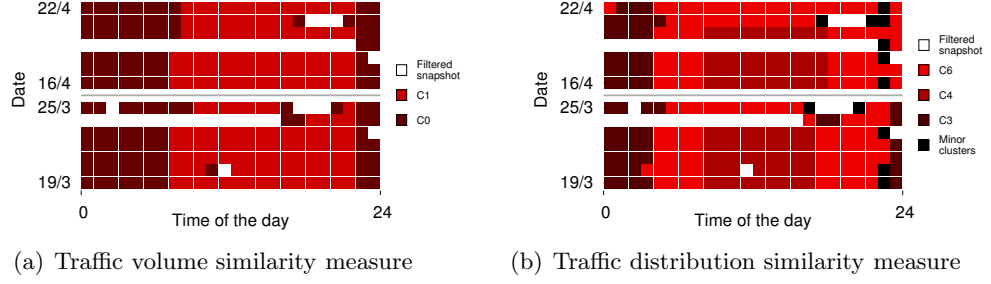 22/4
16/4
25/3
19/3
Date
0
24
Time of the day
Filtered
snapshot
C1
C0
(a) Traffic volume similarity measure
22/4
16/4
25/3
19/3
Date
0
24
Time of the day
Filtered
snapshot
C6
C4
C3
Minor
clusters
(b) Traffic distribution similarity measure